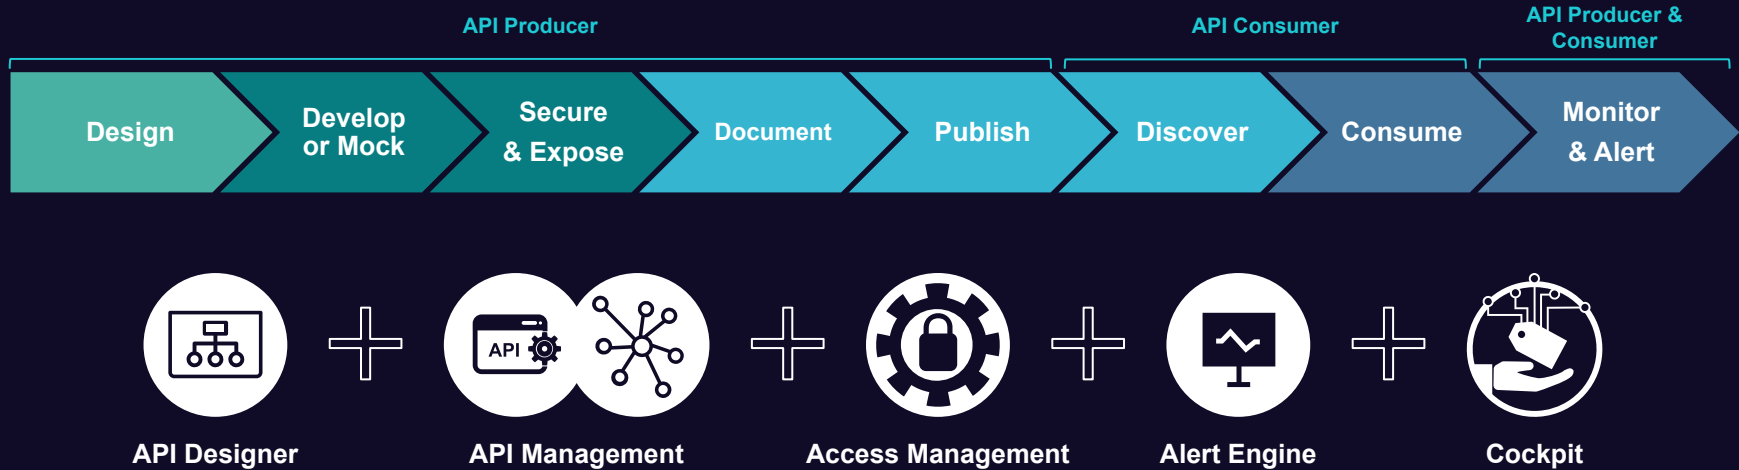 API Producer
API Consumer
API Producer &
Consumer
Design
Develop
or Mock
Secure
& Expose
Document
Publish
Discover
Consume
Monitor
& Alert
API
API Designer
API Management
Access Management
Alert Engine
Cockpit